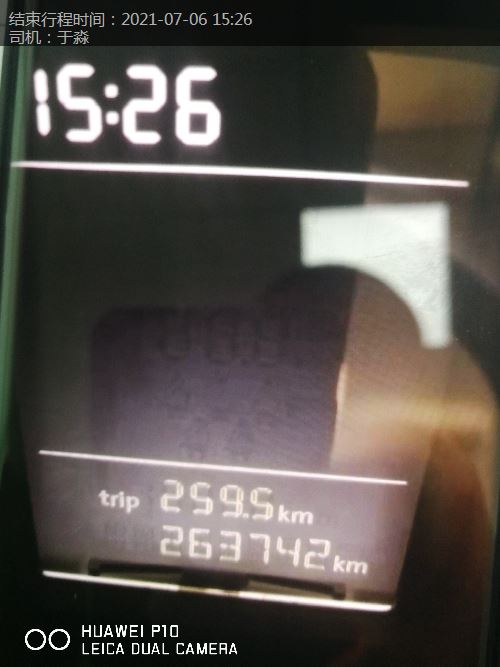 结束行程时间：2021-07-06 15:26
司机：于淼
15:26
trip 259.5 km
263742 km
HUAWEI P10
LEICA DUAL CAMERA